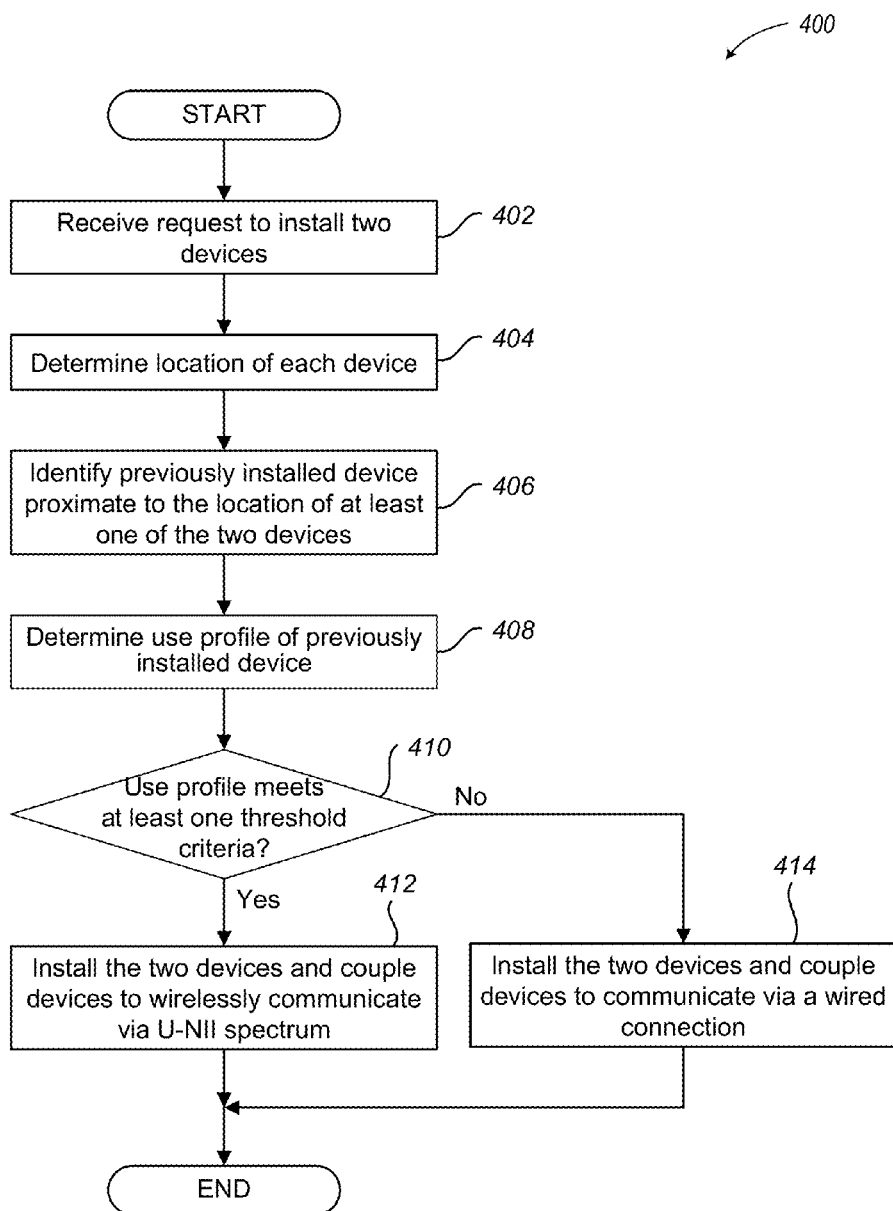 400
START
Receive request to install two
devices
402
Determine location of each device
404
Identify previously installed device
proximate to the location of at least
one of the two devices
406
Determine use profile of previously
installed device
408
Use profile meets
at least one threshold
criteria?
410
No
Yes
412
Install the two devices and couple
devices to wirelessly communicate
via U-NII spectrum
414
Install the two devices and couple
devices to communicate via a wired
connection
END